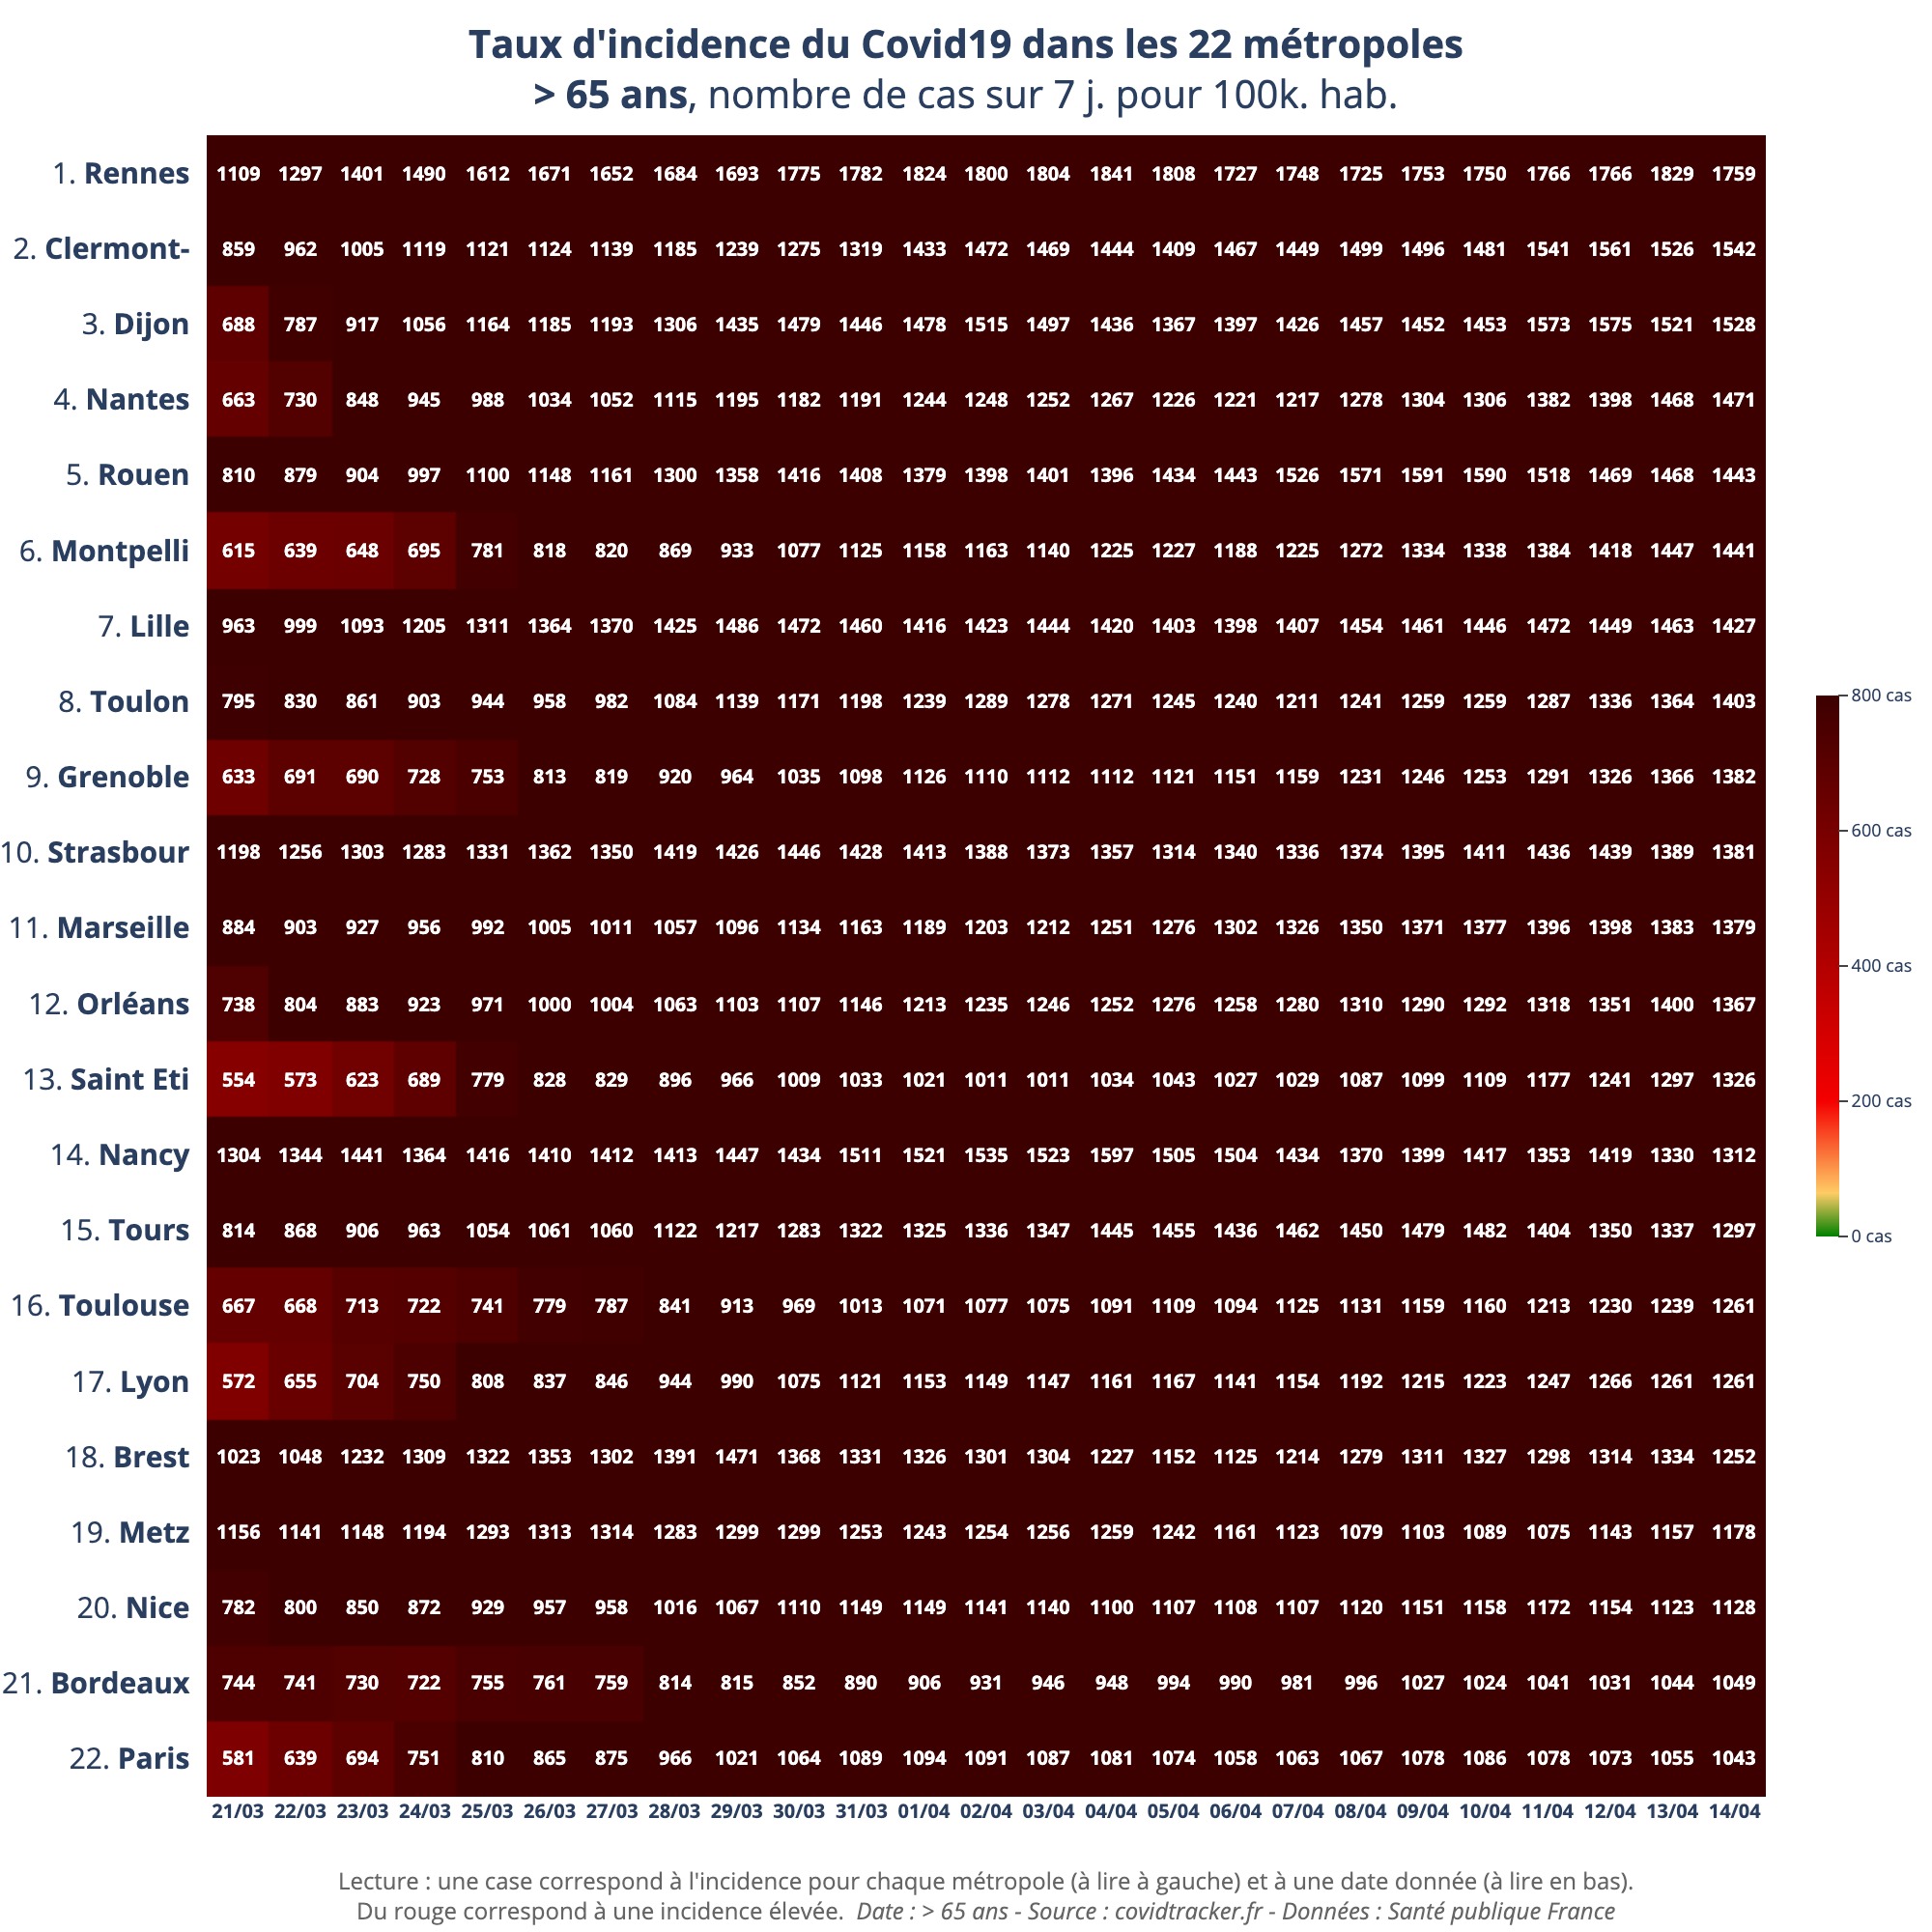 Taux d'incidence du Covid19 dans les 22 métropoles
> 65 ans, nombre de cas sur 7 j. pour 100k. hab.
1. Rennes 1109 1297 1401 1490 1612 1671 1652 1684 1693 1775 1782 1824 1800 1804 1841 1808 1727 1748 1725 1753 1750 1766 1766 1829 1759
2. Clermont- 859 962 1005 1119 1121 1124 1139 1185 1239 1275 1319 1433 1472 1469 1444 1409 1467 1449 1499 1496 1481 1541 1561 1526 1542
3. Dijon 688 787 917 1056 1164 1185 1193 1306 1435 1479 1446 1478 1515 1497 1436 1367 1397 1426 1457 1452 1453 1573 1575 1521 1528
4. Nantes 663 730 848 945 988 1034 1052 1115 1195 1182 1191 1244 1248 1252 1267 1226 1221 1217 1278 1304 1306 1382 1398 1468 1471
5. Rouen 810 879 904 997 1100 1148 1161 1300 1358 1416 1408 1379 1398 1401 1396 1434 1443 1526 1571 1591 1590 1518 1469 1468 1443
6. Montpelli 615 639 648 695 781 818 820 869 933 1077 1125 1158 1163 1140 1225 1227 1188 1225 1272 1334 1338 1384 1418 1447 1441
7. Lille 963 999 1093 1205 1311 1364 1370 1425 1486 1472 1460 1416 1423 1444 1420 1403 1398 1407 1454 1461 1446 1472 1449 1463 1427
8. Toulon 795 830 861 903 944 958 982 1084 1139 1171 1198 1239 1289 1278 1271 1245 1240 1211 1241 1259 1259 1287 1336 1364 1403
9. Grenoble 633 691 690 728 753 813 819 920 964 1035 1098 1126 1110 1112 1112 1121 1151 1159 1231 1246 1253 1291 1326 1366 1382
10. Strasbour 1198 1256 1303 1283 1331 1362 1350 1419 1426 1446 1428 1413 1388 1373 1357 1314 1340 1336 1374 1395 1411 1436 1439 1389 1381
11. Marseille 884 903 927 956 992 1005 1011 1057 1096 1134 1163 1189 1203 1212 1251 1276 1302 1326 1350 1371 1377 1396 1398 1383 1379
12. Orléans 738 804 883 923 971 1000 1004 1063 1103 1107 1146 1213 1235 1246 1252 1276 1258 1280 1310 1290 1292 1318 1351 1400 1367
13. Saint Eti 554 573 623 689 779 828 829 896 966 1009 1033 1021 1011 1011 1034 1043 1027 1029 1087 1099 1109 1177 1241 1297 1326
14. Nancy 1304 1344 1441 1364 1416 1410 1412 1413 1447 1434 1511 1521 1535 1523 1597 1505 1504 1434 1370 1399 1417 1353 1419 1330 1312
15. Tours 814 868 906 963 1054 1061 1060 1122 1217 1283 1322 1325 1336 1347 1445 1455 1436 1462 1450 1479 1482 1404 1350 1337 1297
16. Toulouse 667 668 713 722 741 779 787 841 913 969 1013 1071 1077 1075 1091 1109 1094 1125 1131 1159 1160 1213 1230 1239 1261
17. Lyon 572 655 704 750 808 837 846 944 990 1075 1121 1153 1149 1147 1161 1167 1141 1154 1192 1215 1223 1247 1266 1261 1261
18. Brest 1023 1048 1232 1309 1322 1353 1302 1391 1471 1368 1331 1326 1301 1304 1227 1152 1125 1214 1279 1311 1327 1298 1314 1334 1252
19. Metz 1156 1141 1148 1194 1293 1313 1314 1283 1299 1299 1253 1243 1254 1256 1259 1242 1161 1123 1079 1103 1089 1075 1143 1157 1178
20. Nice 782 800 850 872 929 957 958 1016 1067 1110 1149 1149 1141 1140 1100 1107 1108 1107 1120 1151 1158 1172 1154 1123 1128
21. Bordeaux 744 741 730 722 755 761 759 814 815 852 890 906 931 946 948 994 990 981 996 1027 1024 1041 1031 1044 1049
22. Paris 581 639 694 751 810 865 875 966 1021 1064 1089 1094 1091 1087 1081 1074 1058 1063 1067 1078 1086 1078 1073 1055 1043
21/03 22/03 23/03 24/03 25/03 26/03 27/03 28/03 29/03 30/03 31/03 01/04 02/04 03/04 04/04 05/04 06/04 07/04 08/04 09/04 10/04 11/04 12/04 13/04 14/04
800 cas
600 cas
400 cas
200 cas
0 cas
Lecture : une case correspond à l'incidence pour chaque métropole (à lire à gauche) et à une date donnée (à lire en bas).
Du rouge correspond à une incidence élevée. Date : > 65 ans - Source : covidtracker.fr - Données : Santé publique France